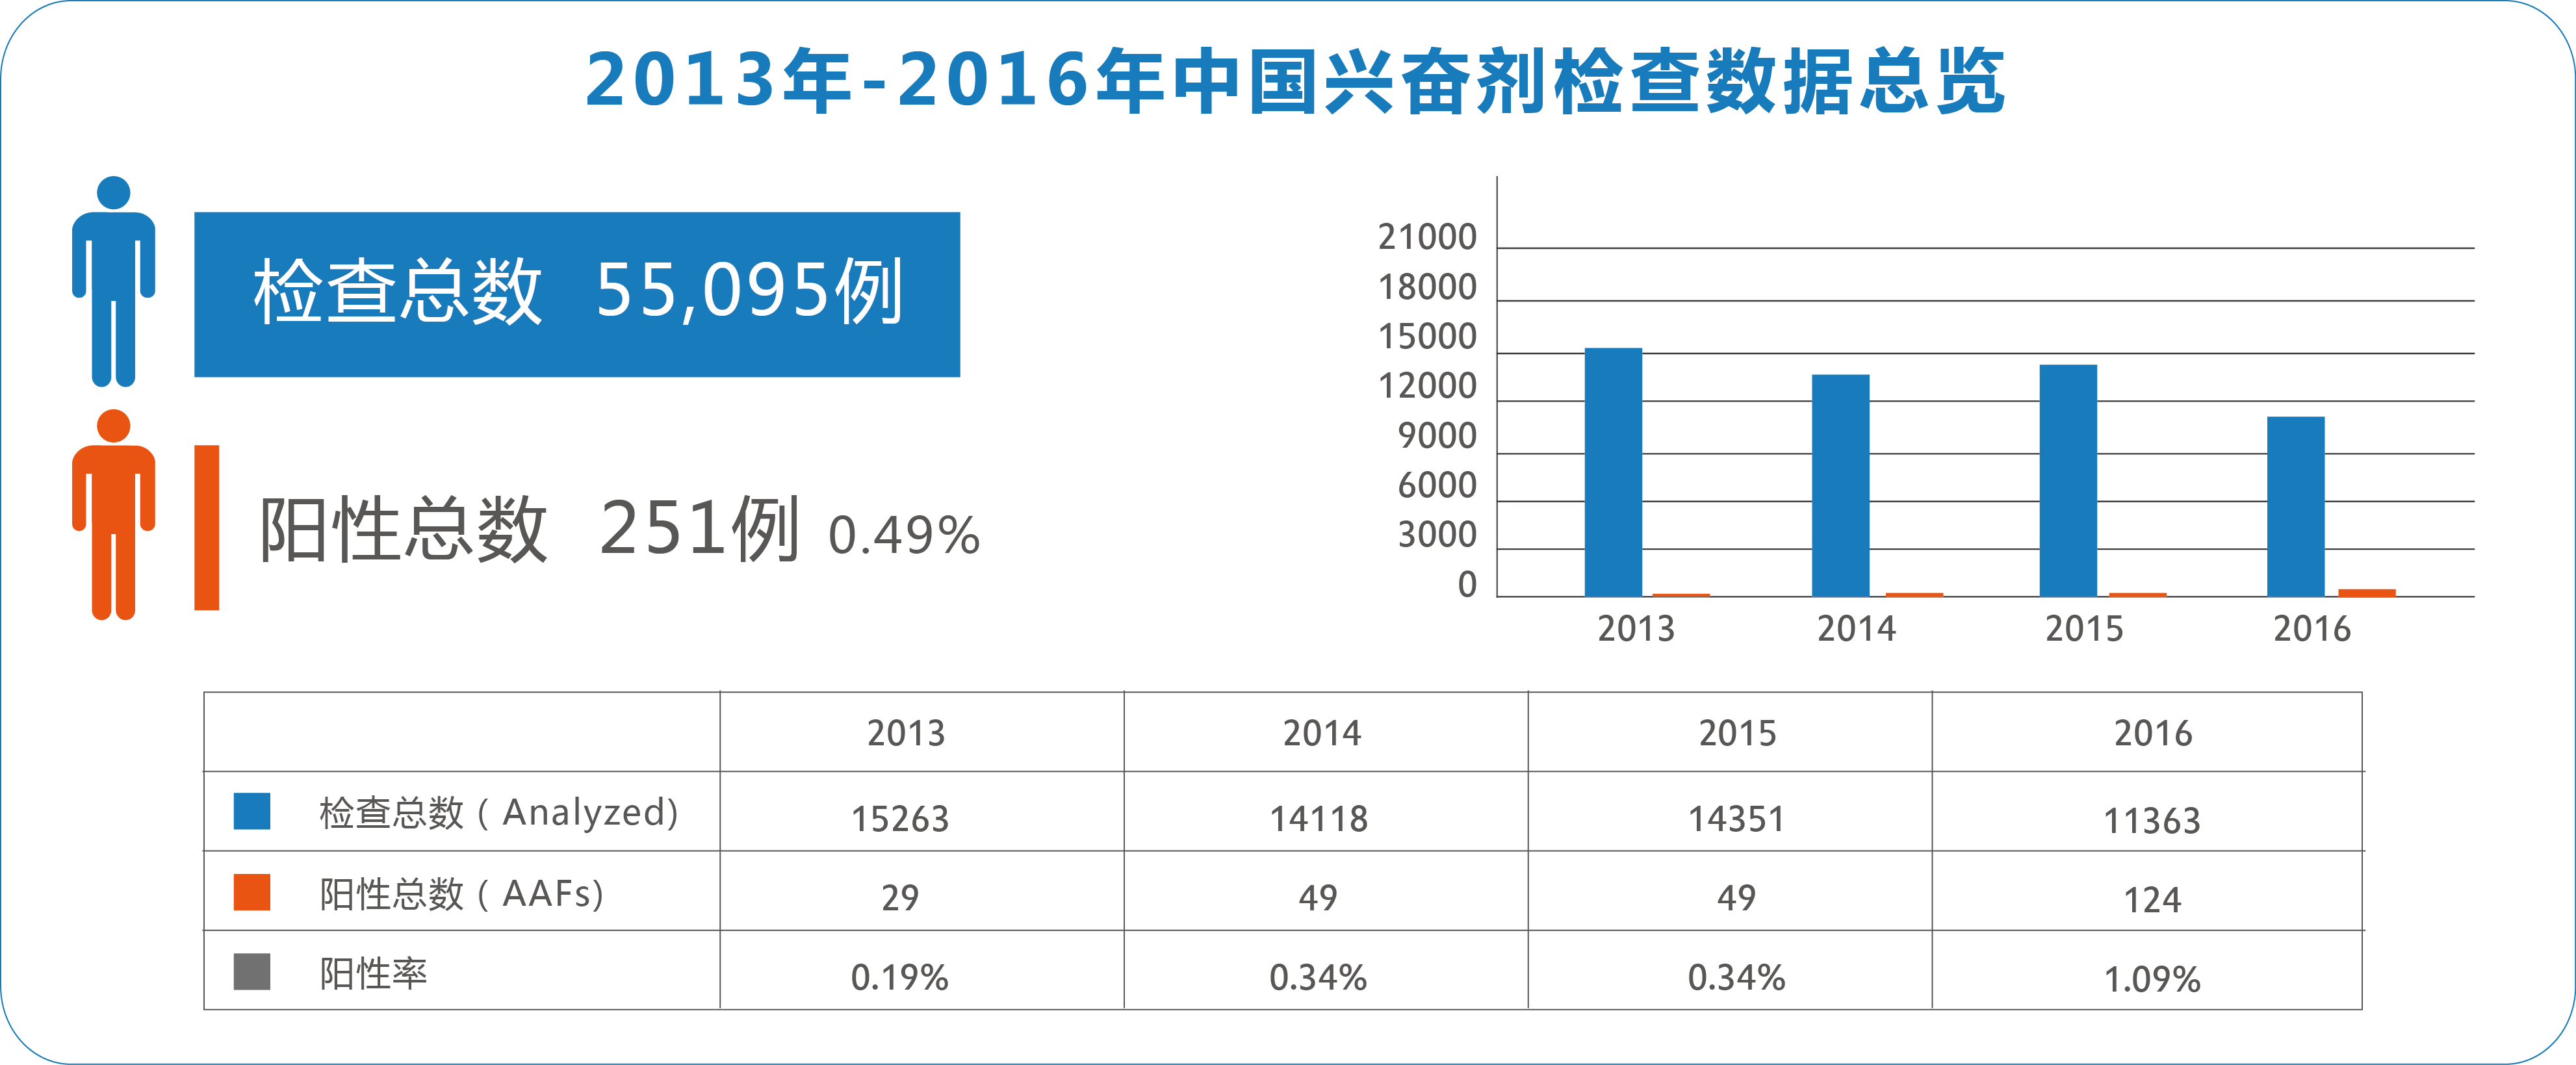 2013年-2016年中国兴奋剂检查数据总览
检查总数 55,095例
阳性总数 251例 0.49%
21000
18000
15000
12000
9000
6000
3000
0
2013 2014 2015 2016
2013 2014 2015 2016
检查总数 ( Analyzed) 15263 14118 14351 11363
阳性总数 ( AAFs) 29 49 49 124
阳性率 0.19% 0.34% 0.34% 1.09%